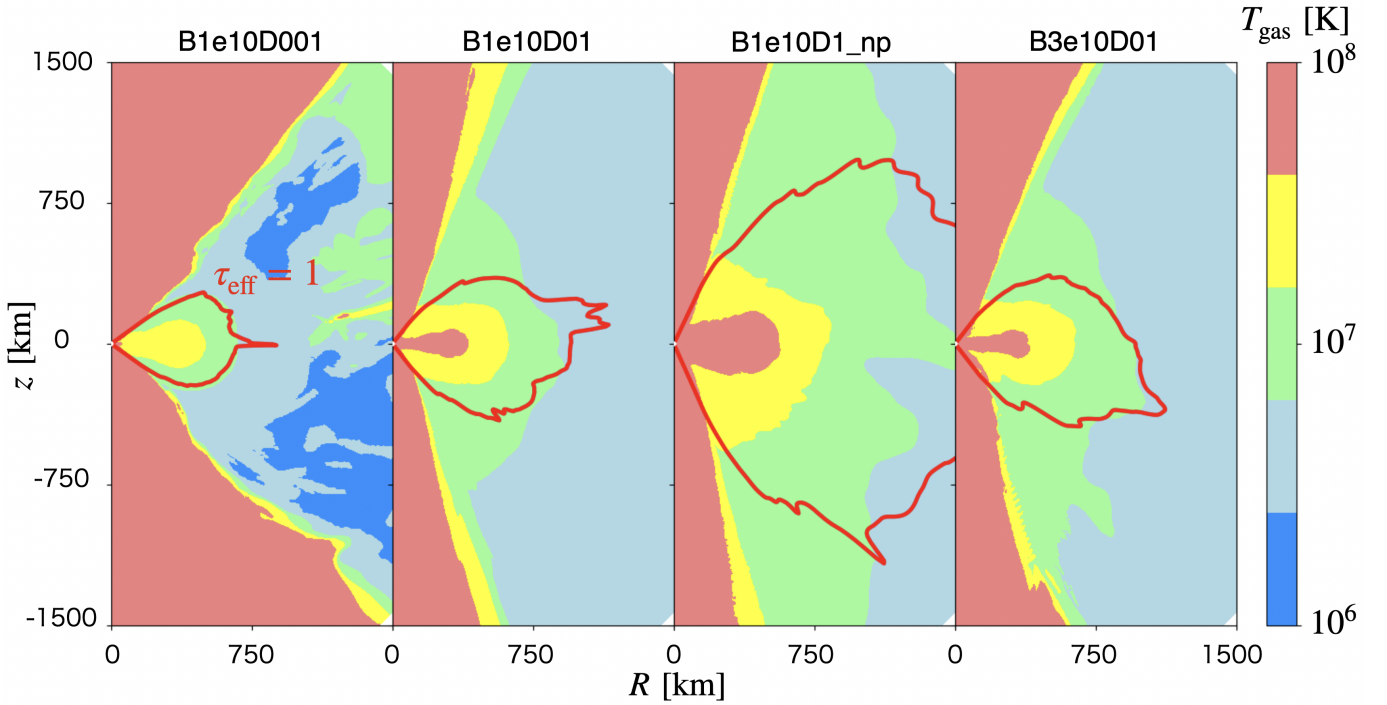 B1e10D001 B1e10D01 B1e10D1_np B3e10D01 T_gas [K]
1500 10^8
750
τ_eff = 1
z [km] 0 10^7
-750
-1500 10^6
0 750 0 750 0 750 0 750 1500
R [km]